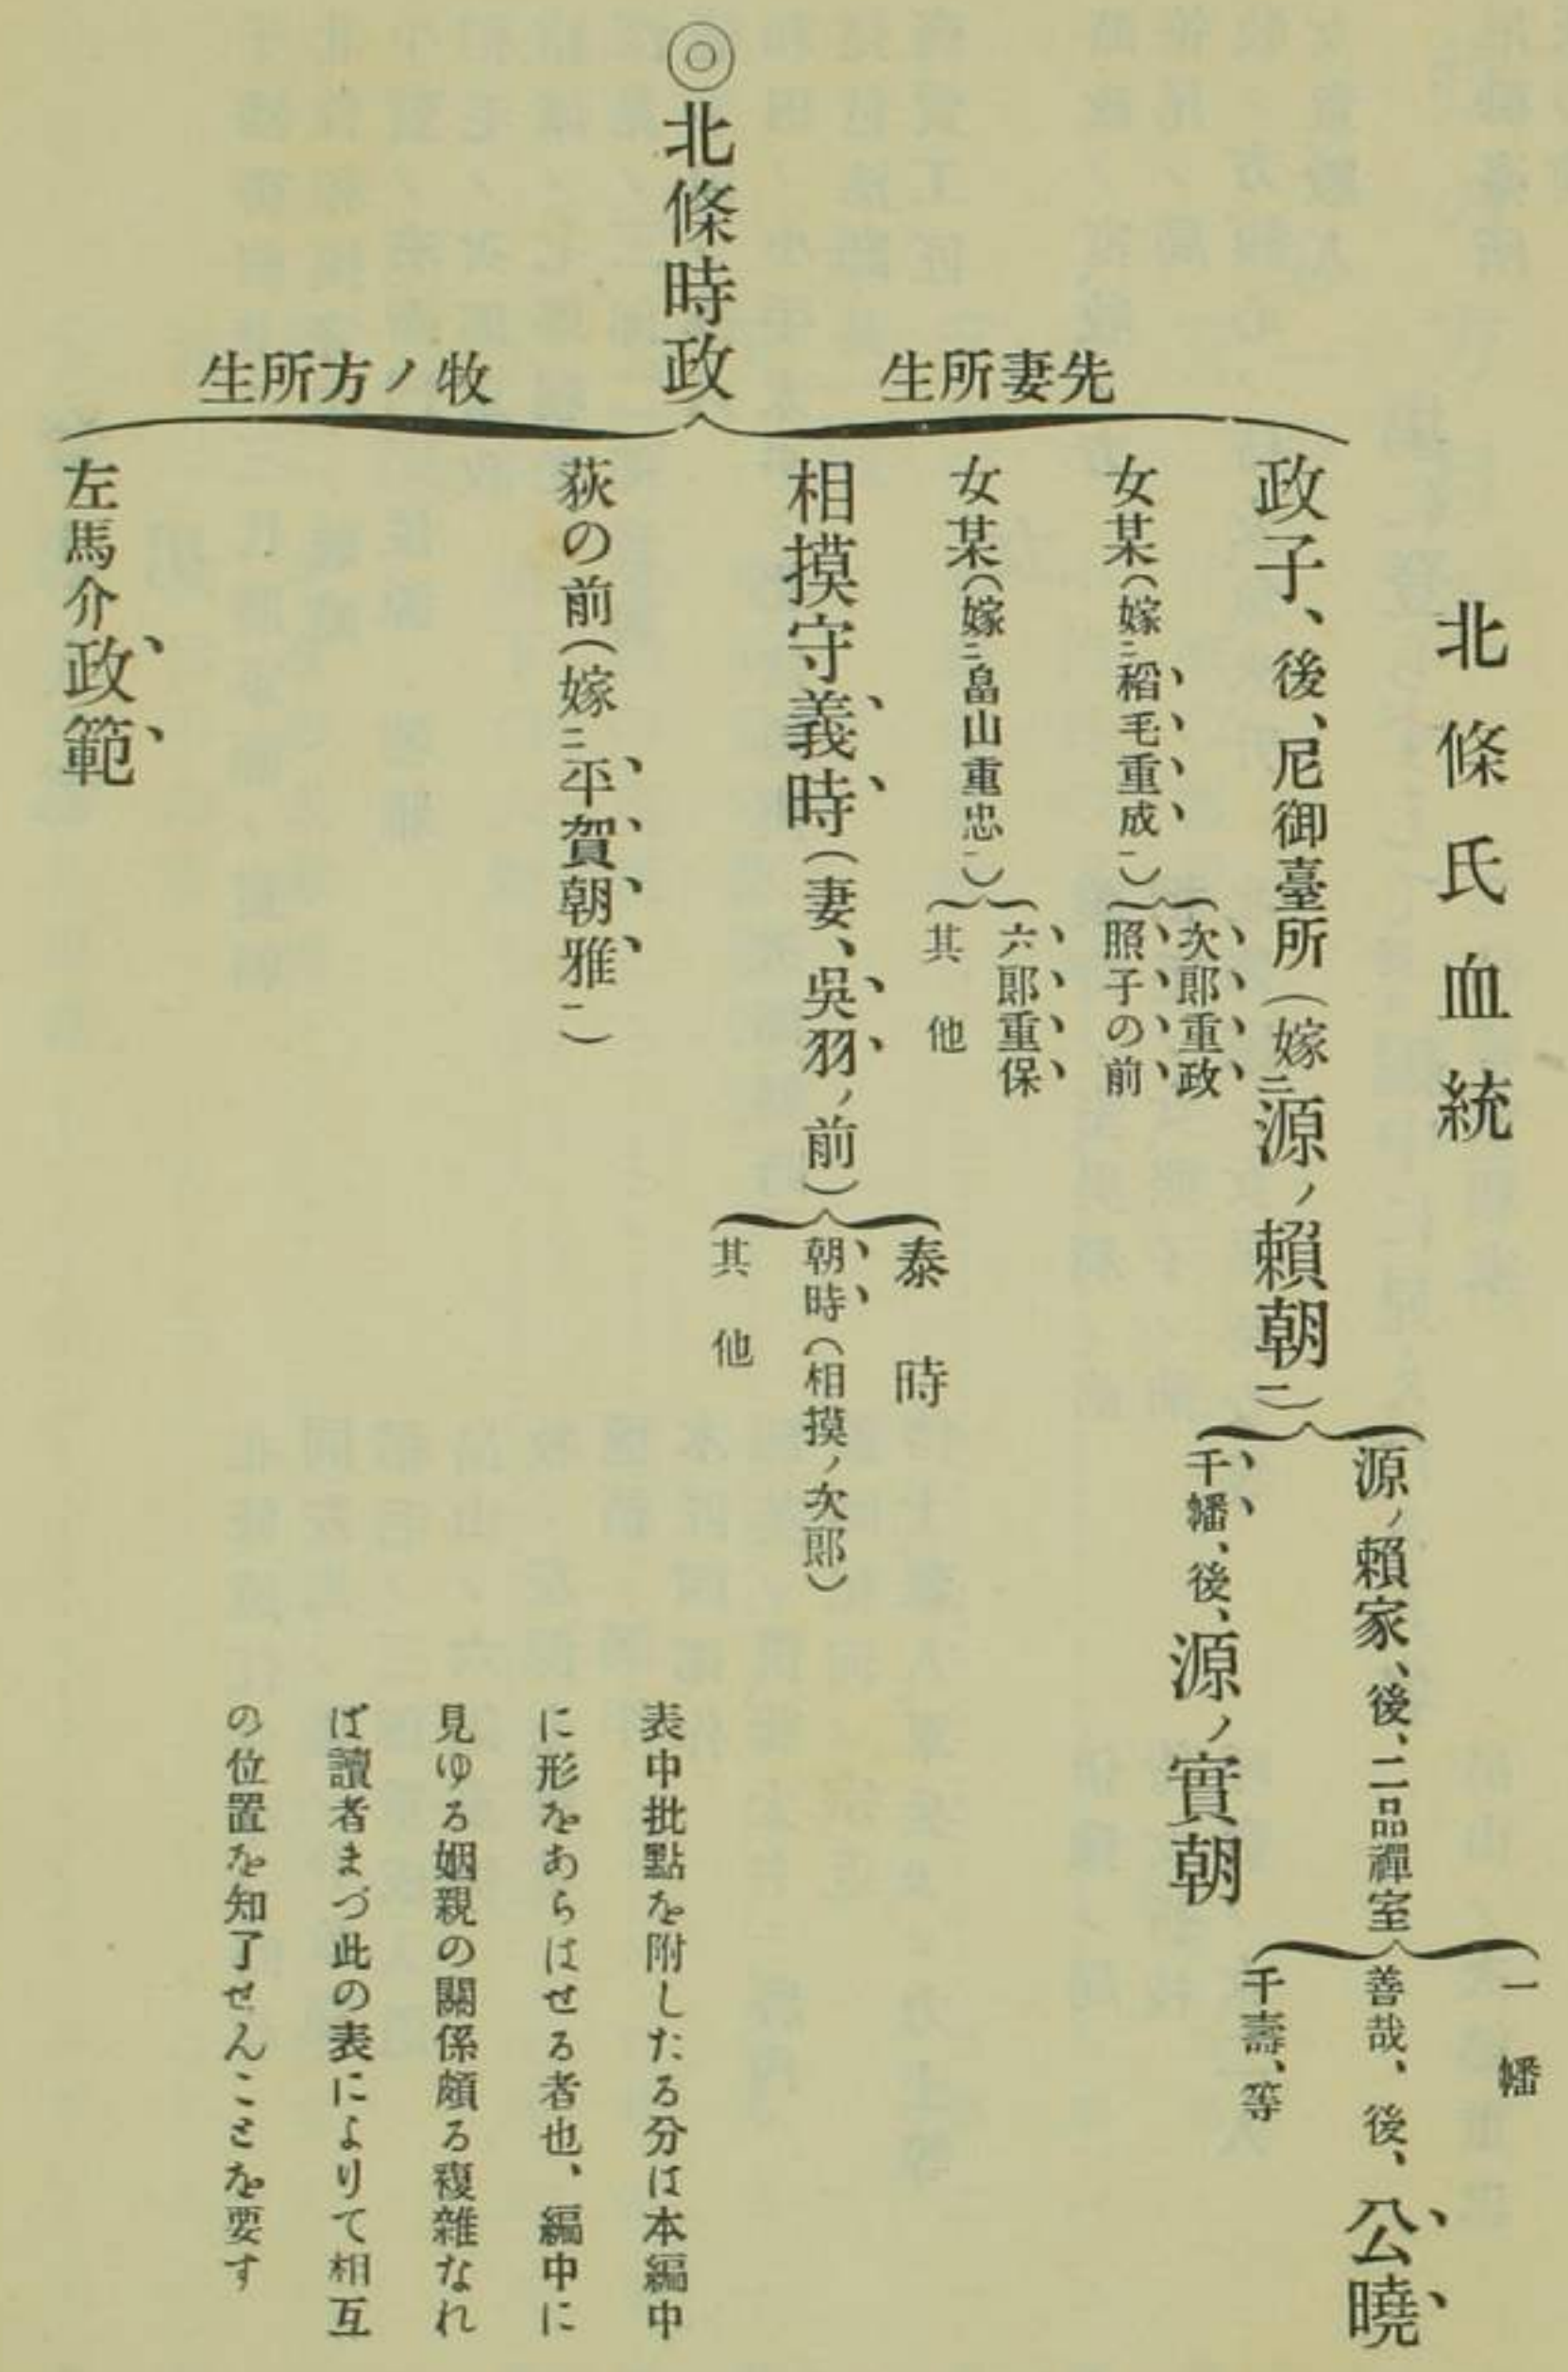 北條氏血統
◎北條時政
先妻所生
政子、後、尼御臺所(嫁ニ源ノ賴朝ニ)
源ノ賴家、後、二品禪室
一幡
善哉、後、公曉
千壽、等
千幡、後、源ノ實朝
女某(嫁ニ稻毛重成ニ)
次郎重政
照子の前
女某(嫁ニ畠山重忠ニ)
六郎重保
其他
相摸守義時(妻、吳羽ノ前)
泰時
朝時(相摸ノ次郎)
其他
牧ノ方所生
荻の前(嫁ニ平賀朝雅ニ)
左馬介政範
表中批點を附したる分は本編中
に形をあらはせる者也、編中に
見ゆる姻親の關係頗る複雜なれ
ば讀者まづ此の表によりて相互
の位置を知了せんことを要す